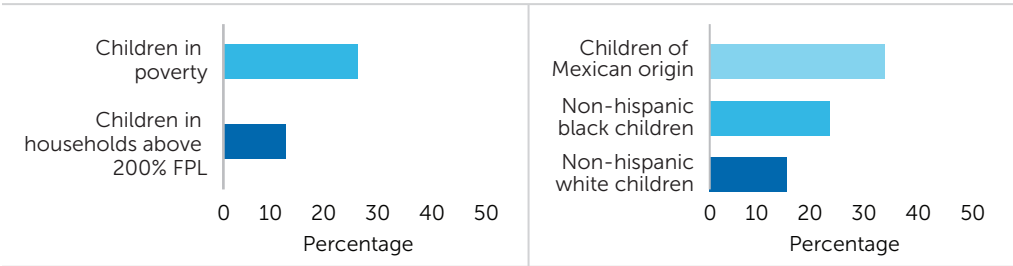 Children in
poverty
Children in
households above
200% FPL
0 10 20 30 40 50
Percentage
Children of
Mexican origin
Non-hispanic
black children
Non-hispanic
white children
0 10 20 30 40 50
Percentage